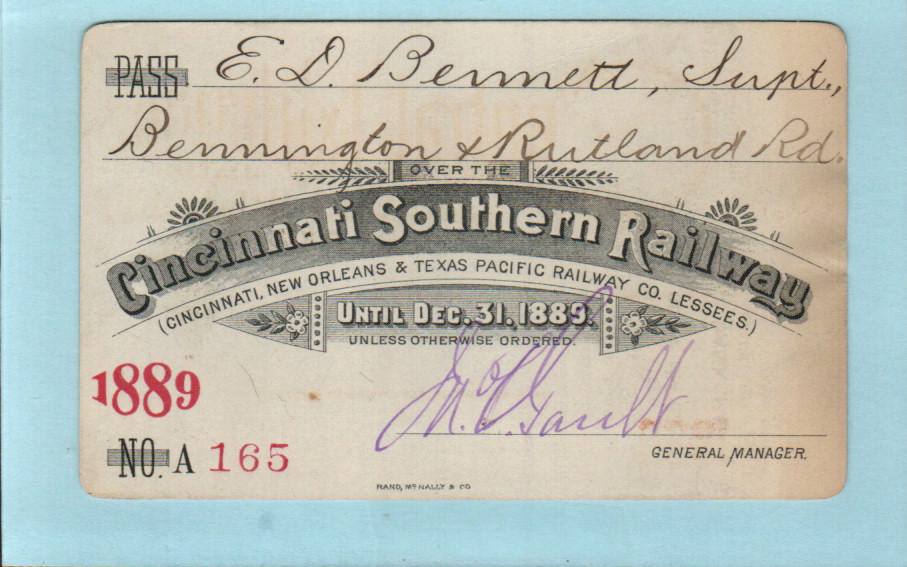 PASS E. D. Bennett, Supt.,
Bennington & Rutland Rd.
OVER THE
Cincinnati Southern Railway
(CINCINNATI, NEW ORLEANS & TEXAS PACIFIC RAILWAY CO. LESSEES.)
UNTIL DEC. 31. 1889.
UNLESS OTHERWISE ORDERED.
1889
Gault
NO. A 165
GENERAL MANAGER.
RAND, McNALLY & CO